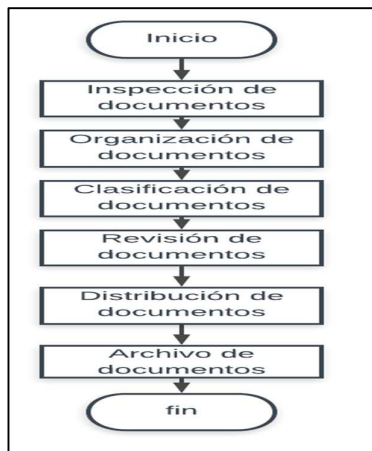 Inicio
Inspección de
documentos
Organización de
documentos
Clasificación de
documentos
Revisión de
documentos
Distribución de
documentos
Archivo de
documentos
fin